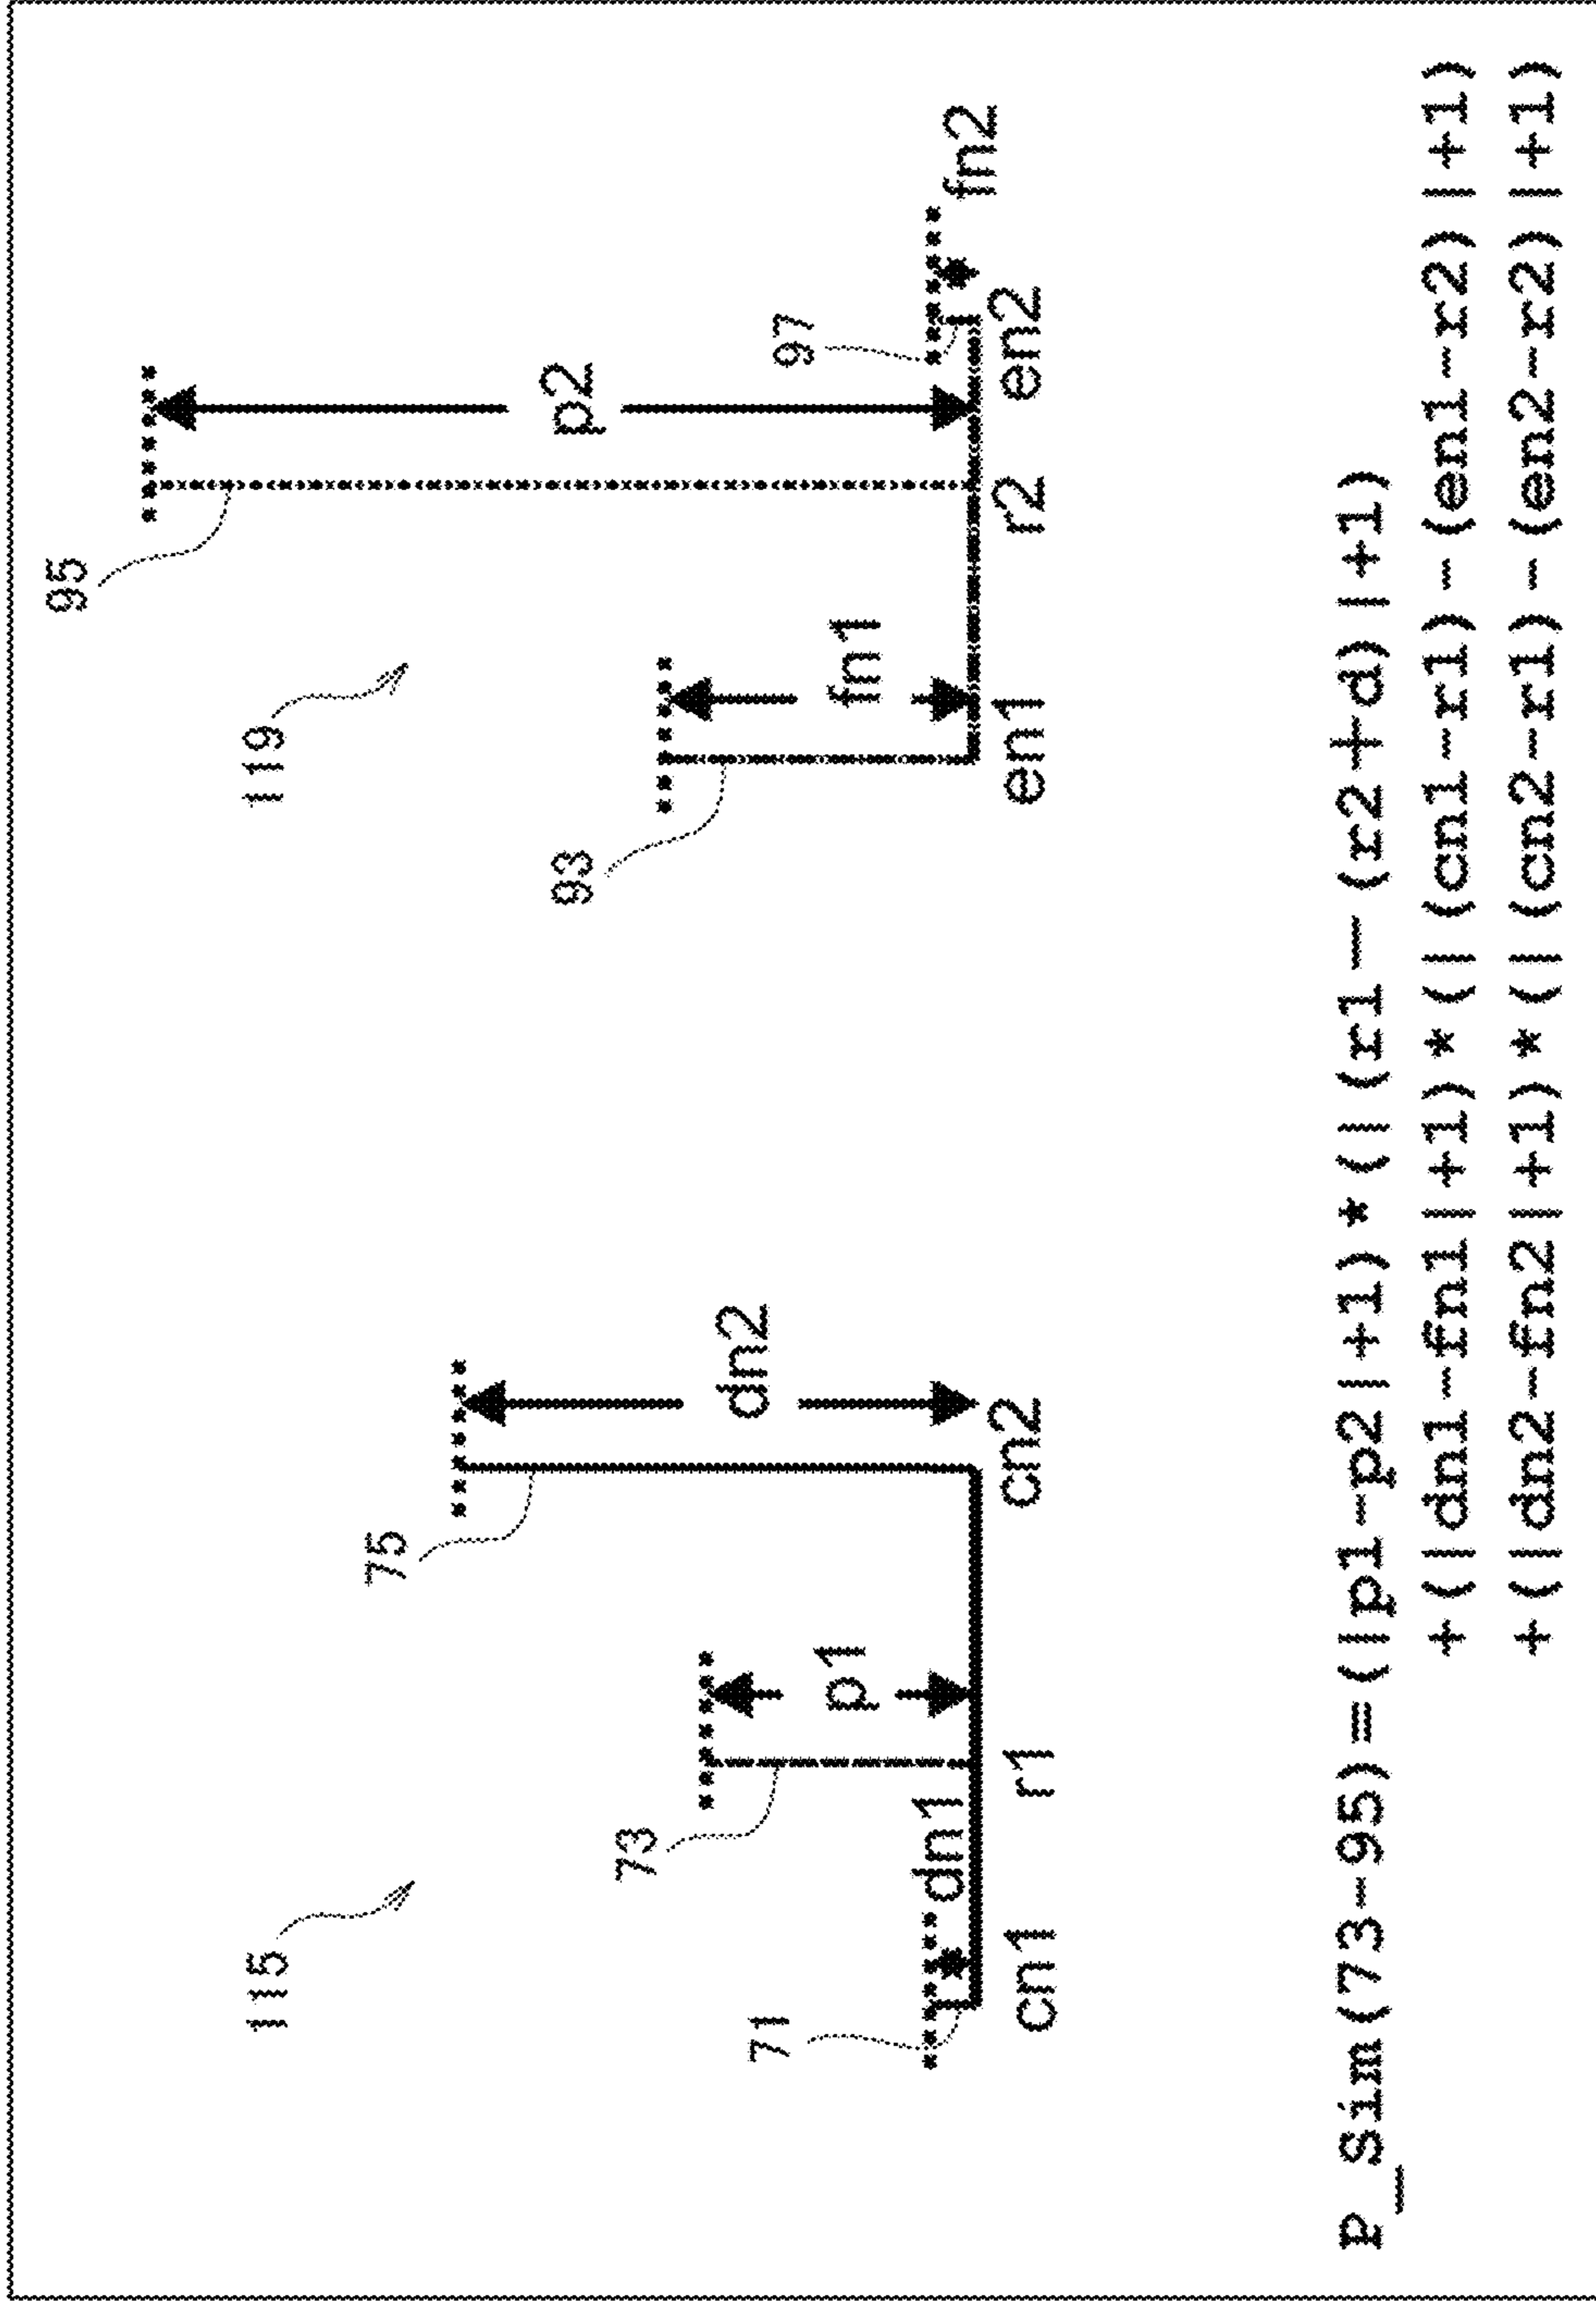 95
115 119
75
93 p2
73
dn2
71 97
p1 fn1
dn1 fn2
cn1 r1 cn2 en1 r2 en2
P_Sim(73-95)=(|p1-p2|+1)*(|(r1—(r2+d)|+1)
+(|dn1-fn1|+1)*(|(cn1-r1)-(en1-r2)|+1)
+(|dn2-fn2|+1)*(|(cn2-r1)-(en2-r2)|+1)